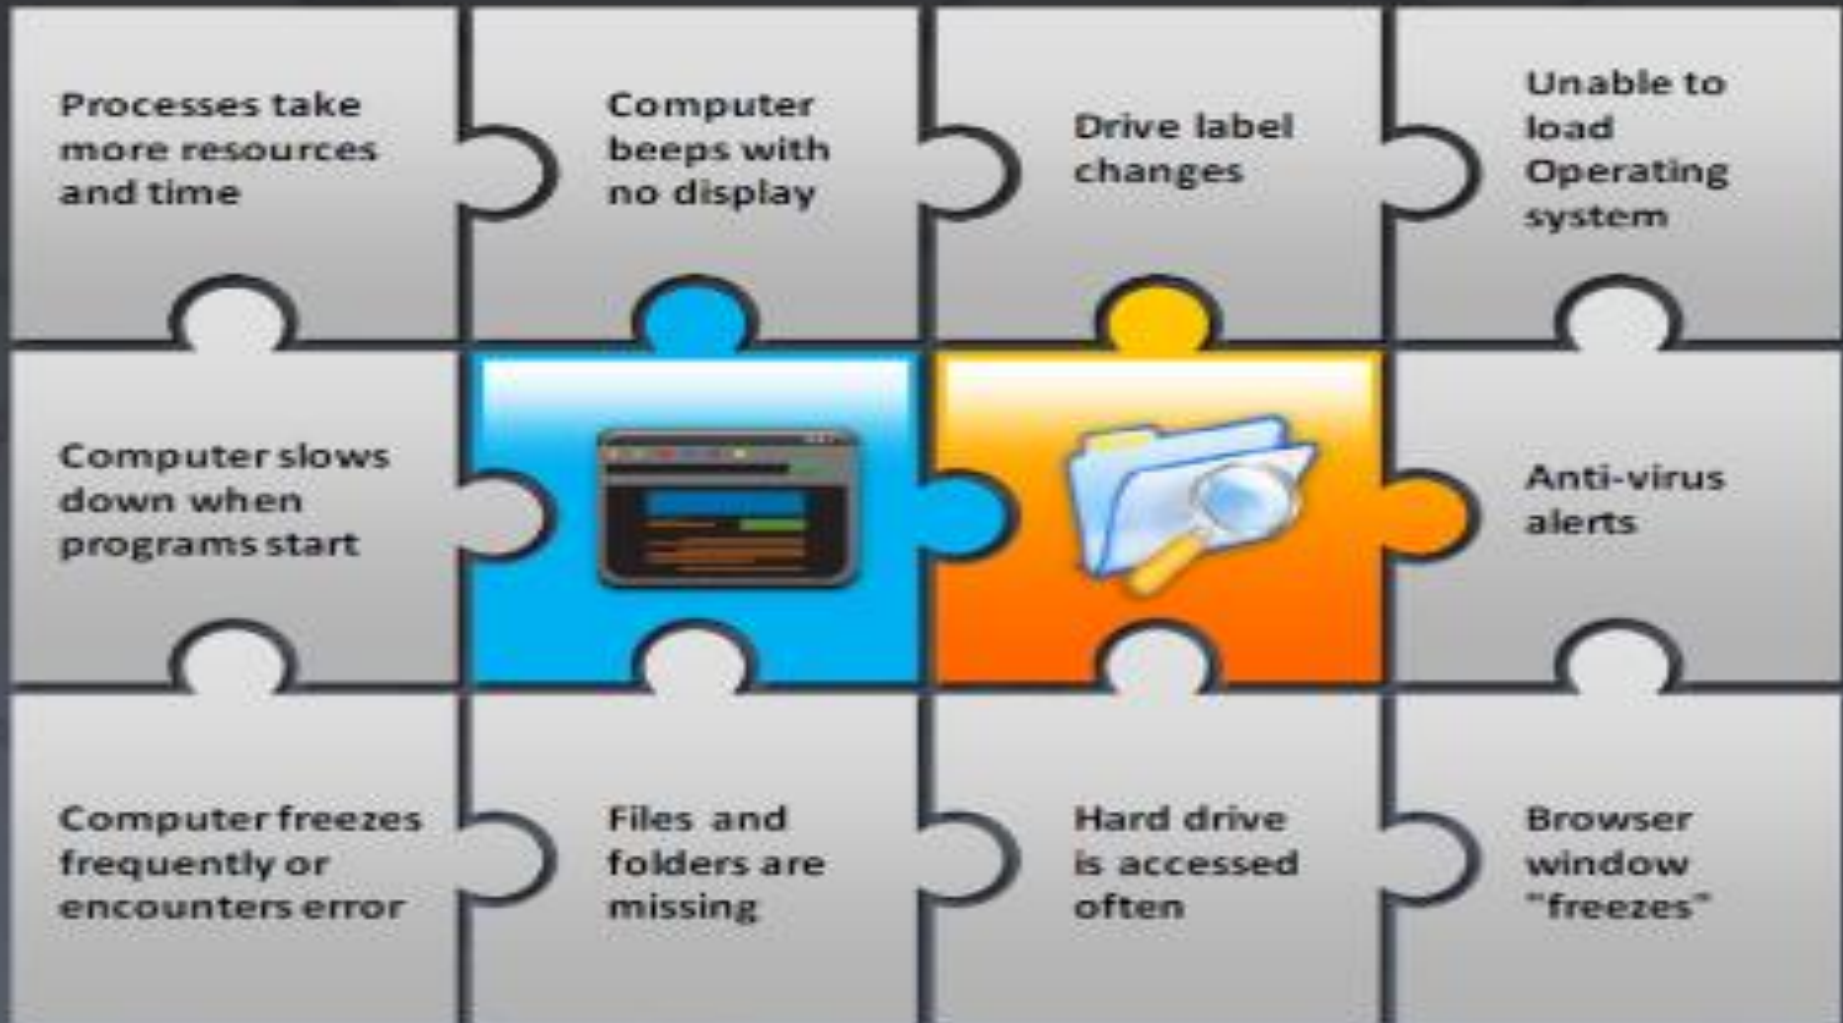 Processes take
more resources
and time
Computer
beeps with
no display
Drive label
changes
Unable to
load
Operating
system
Computer slows
down when
programs start
Anti-virus
alerts
Computer freezes
frequently or
encounters error
Files and
folders are
missing
Hard drive
is accessed
often
Browser
window
"freezes"